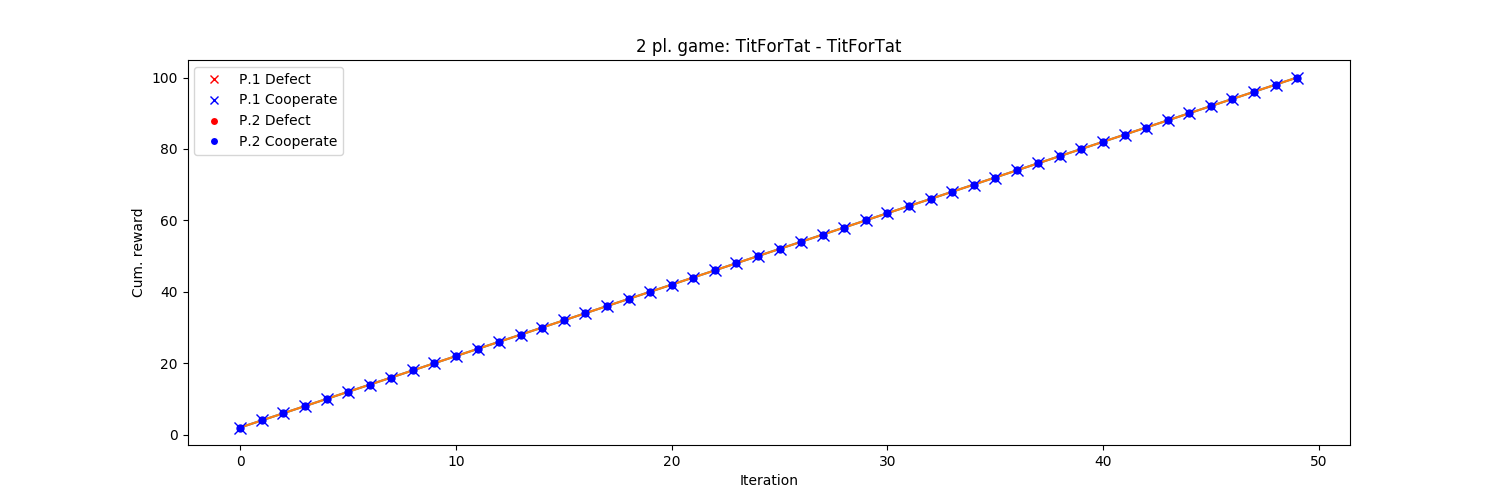 2 pl. game: TitForTat - TitForTat
P.1 Defect
P.1 Cooperate
P.2 Defect
P.2 Cooperate
Cum. reward
100
80
60
40
20
0
0 10 20 30 40 50
Iteration